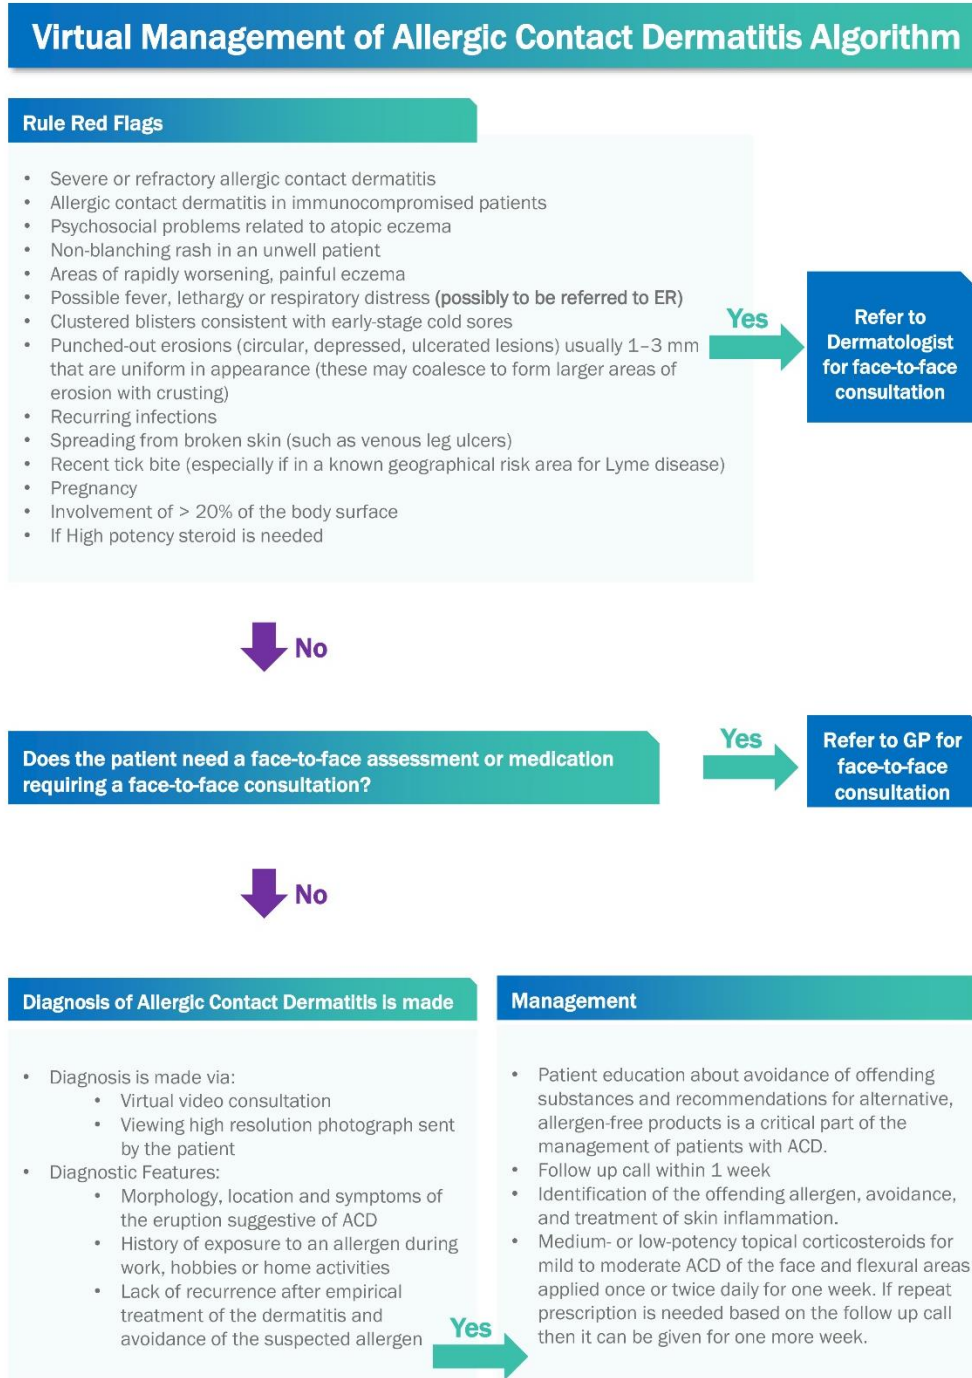 Virtual Management of Allergic Contact Dermatitis Algorithm
Rule Red Flags
• Severe or refractory allergic contact dermatitis
• Allergic contact dermatitis in immunocompromised patients
• Psychosocial problems related to atopic eczema
• Non-blanching rash in an unwell patient
• Areas of rapidly worsening, painful eczema
• Possible fever, lethargy or respiratory distress (possibly to be referred to ER)
• Clustered blisters consistent with early-stage cold sores
• Punched-out erosions (circular, depressed, ulcerated lesions) usually 1–3 mm
that are uniform in appearance (these may coalesce to form larger areas of
erosion with crusting)
• Recurring infections
• Spreading from broken skin (such as venous leg ulcers)
• Recent tick bite (especially if in a known geographical risk area for Lyme disease)
• Pregnancy
• Involvement of > 20% of the body surface
• If High potency steroid is needed
Yes
Refer to
Dermatologist
for face-to-face
consultation
No
Does the patient need a face-to-face assessment or medication
requiring a face-to-face consultation?
Yes
Refer to GP for
face-to-face
consultation
No
Diagnosis of Allergic Contact Dermatitis is made
• Diagnosis is made via:
• Virtual video consultation
• Viewing high resolution photograph sent
by the patient
• Diagnostic Features:
• Morphology, location and symptoms of
the eruption suggestive of ACD
• History of exposure to an allergen during
work, hobbies or home activities
• Lack of recurrence after empirical
treatment of the dermatitis and
avoidance of the suspected allergen
Yes
Management
• Patient education about avoidance of offending
substances and recommendations for alternative,
allergen-free products is a critical part of the
management of patients with ACD.
• Follow up call within 1 week
• Identification of the offending allergen, avoidance,
and treatment of skin inflammation.
• Medium- or low-potency topical corticosteroids for
mild to moderate ACD of the face and flexural areas
applied once or twice daily for one week. If repeat
prescription is needed based on the follow up call
then it can be given for one more week.